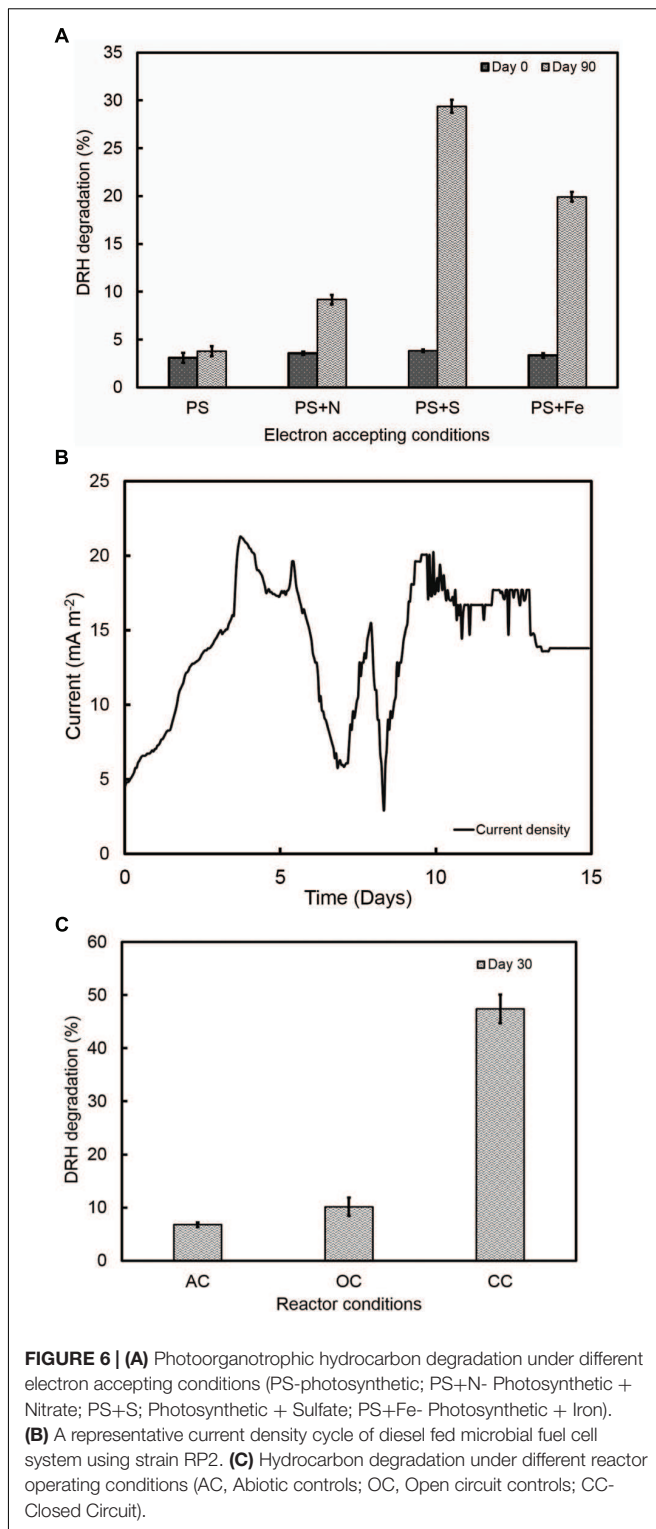 A
35
30
25
20
15
10
5
0
DRH degradation (%)
Day 0 Day 90
PS PS+N PS+S PS+Fe
Electron accepting conditions
B
25
20
15
10
5
0
Current (mA m-2)
Current density
0 5 10 15
Time (Days)
C
60
50
40
30
20
10
0
DRH degradation (%)
Day 30
AC OC CC
Reactor conditions
FIGURE 6 | (A) Photoorganotrophic hydrocarbon degradation under different
electron accepting conditions (PS-photosynthetic; PS+N- Photosynthetic +
Nitrate; PS+S; Photosynthetic + Sulfate; PS+Fe- Photosynthetic + Iron).
(B) A representative current density cycle of diesel fed microbial fuel cell
system using strain RP2. (C) Hydrocarbon degradation under different reactor
operating conditions (AC, Abiotic controls; OC, Open circuit controls; CC-
Closed Circuit).